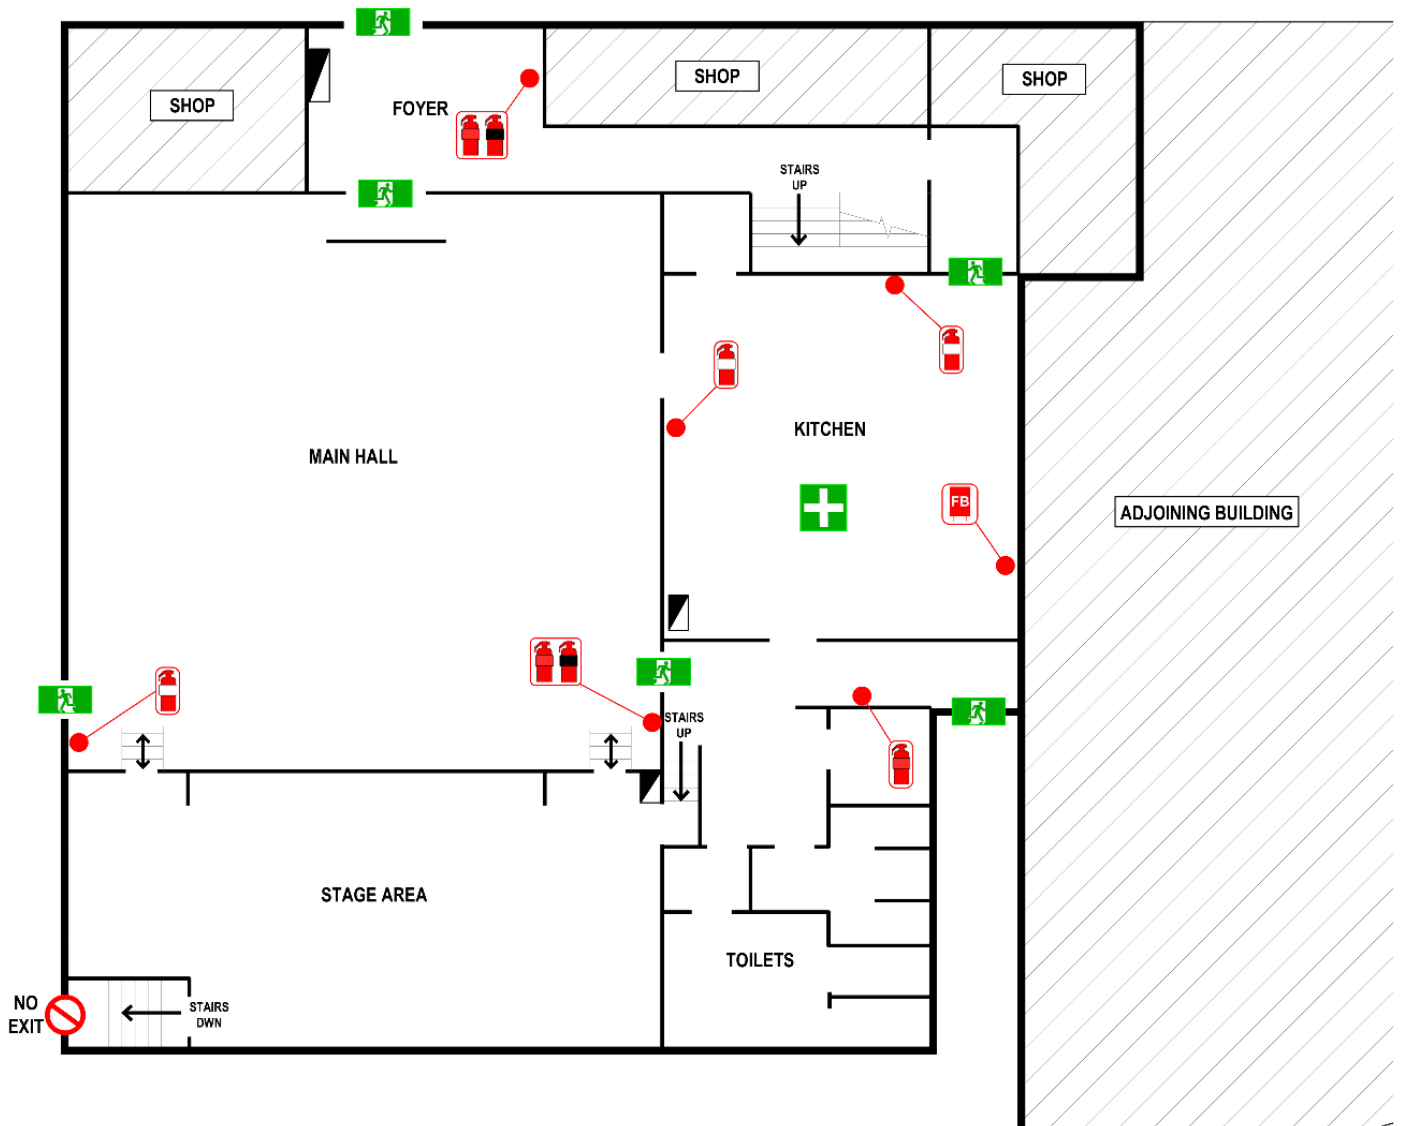 SHOP
FOYER
SHOP
SHOP
STAIRS
UP
MAIN HALL
KITCHEN
FB
ADJOINING BUILDING
STAIRS
UP
STAGE AREA
TOILETS
NO
EXIT
STAIRS
DWN